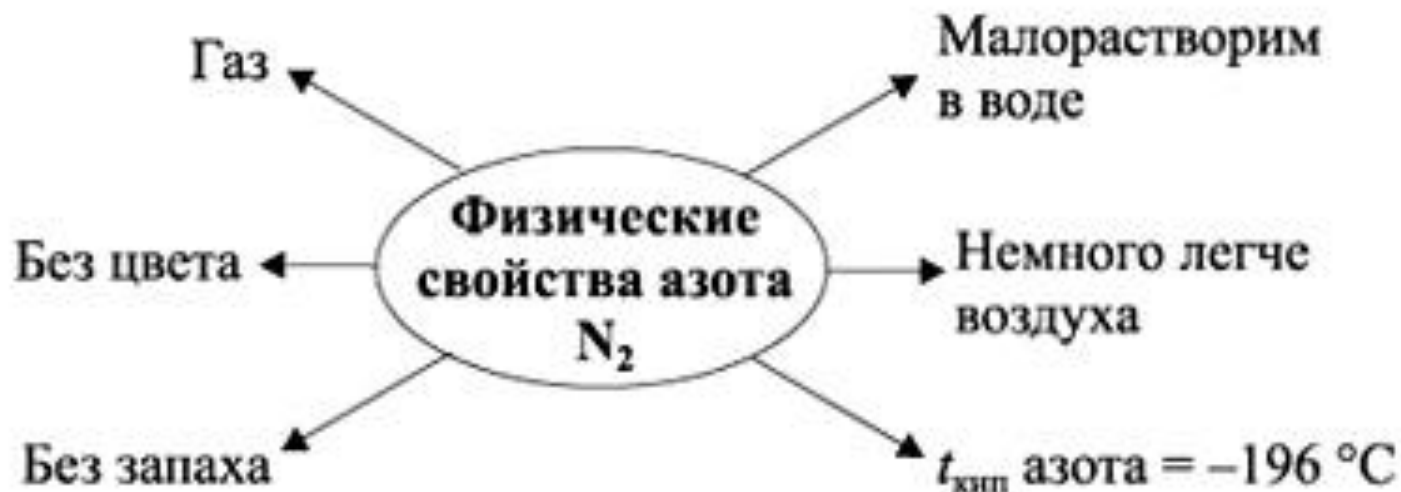 Газ
Малорастворим
в воде
Физические
свойства азота
N₂
Без цвета
Немного легче
воздуха
Без запаха
tкип азота = –196 °C